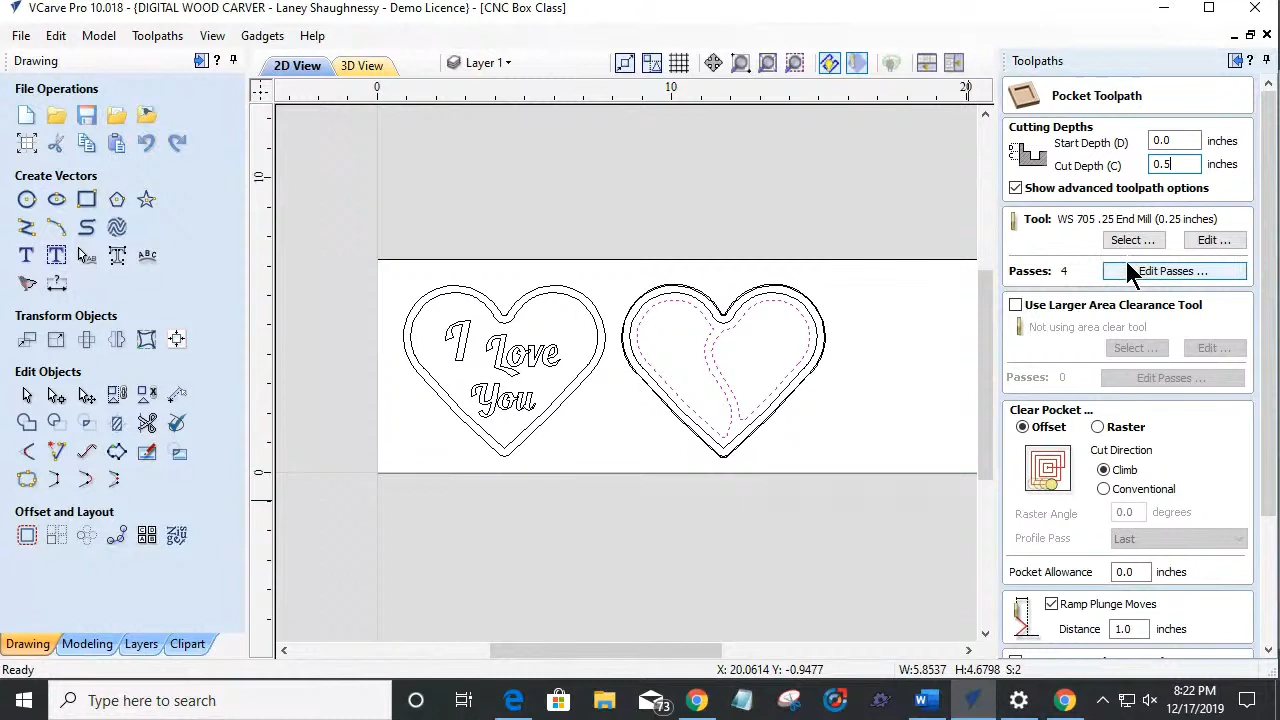 VCarve Pro 10.018 - {DIGITAL WOOD CARVER - Laney Shaughnessy - Demo Licence} - [CNC Box Class]
File Edit Model Toolpaths View Gadgets Help
Drawing
File Operations
Create Vectors
Transform Objects
Edit Objects
Offset and Layout
Drawing Modeling Layers Clipart
2D View 3D View Layer 1
0 10 20
10
0
I Love
You
Toolpaths
Pocket Toolpath
Cutting Depths
Start Depth (D) 0.0 inches
Cut Depth (C) 0.5 inches
Show advanced toolpath options
Tool: WS 705 .25 End Mill (0.25 inches)
Select ... Edit ...
Passes: 4 Edit Passes ...
Use Larger Area Clearance Tool
Not using area clear tool
Select ... Edit ...
Passes: 0 Edit Passes ...
Clear Pocket ...
Offset Raster
Cut Direction
Climb
Conventional
Raster Angle 0.0 degrees
Profile Pass Last
Pocket Allowance 0.0 inches
Ramp Plunge Moves
Distance 1.0 inches
Ready X: 20.0614 Y: -0.9477 W:5.8537 H:4.6798 S:2
Type here to search
73
8:22 PM
12/17/2019